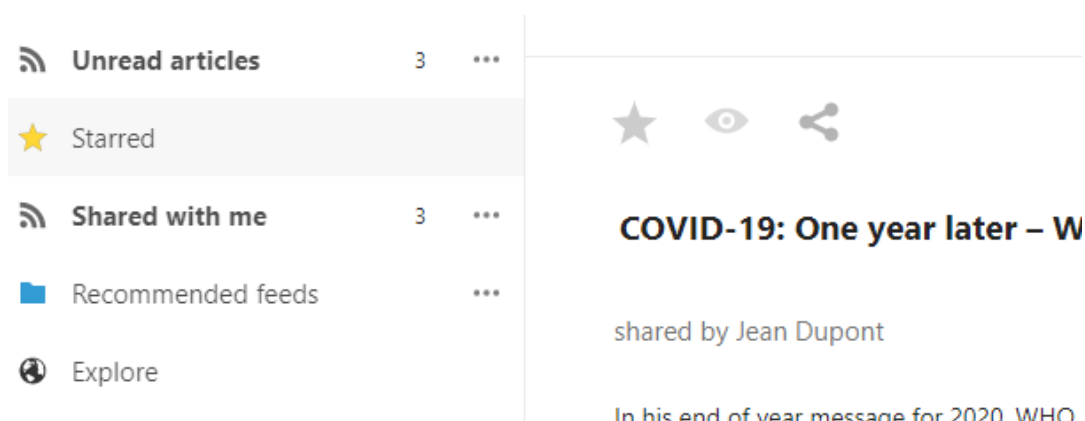 Unread articles 3
Starred
Shared with me 3
Recommended feeds
Explore
COVID-19: One year later – W
shared by Jean Dupont
In his end of year message for 2020, WHO